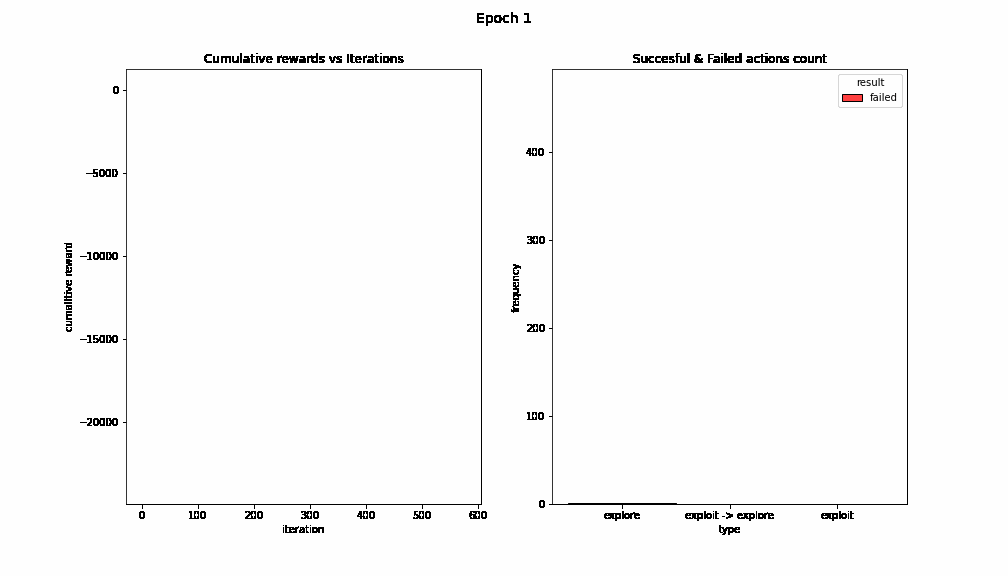 Epoch 1
Cumulative rewards vs Iterations
0
−5000
−10000
−15000
−20000
cumalitive reward
0 100 200 300 400 500 600
iteration
Succesful & Failed actions count
result
failed
400
300
200
100
0
frequency
explore exploit -> explore exploit
type